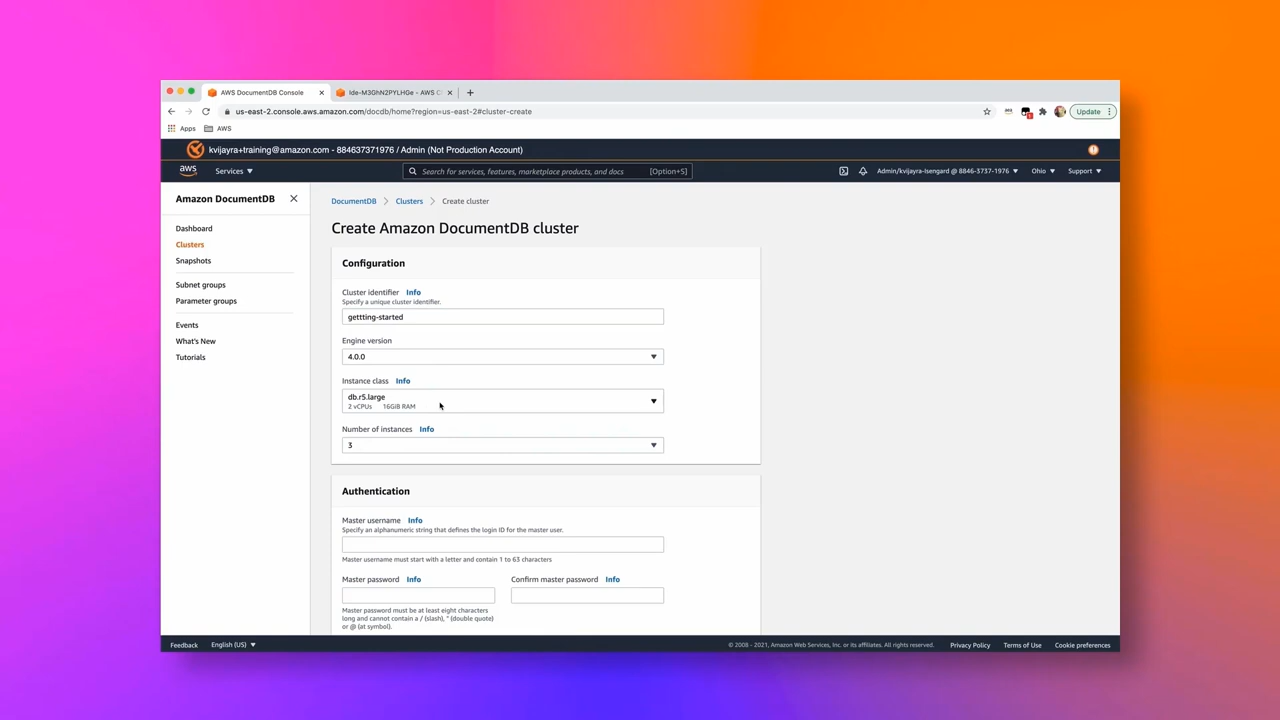 AWS DocumentDB Console
Ide-M3GhN2PYLHGe - AWS C
us-east-2.console.aws.amazon.com/docdb/home?region=us-east-2#cluster-create
Update
Apps
AWS
kvijayra+training@amazon.com - 884637371976 / Admin (Not Production Account)
aws
Services
Search for services, features, marketplace products, and docs
[Option+S]
Admin/kvijayra-Isengard @ 8846-3737-1976
Ohio
Support
Amazon DocumentDB
Dashboard
Clusters
Snapshots
Subnet groups
Parameter groups
Events
What's New
Tutorials
DocumentDB
Clusters
Create cluster
Create Amazon DocumentDB cluster
Configuration
Cluster identifier Info
Specify a unique cluster identifier.
gettting-started
Engine version
4.0.0
Instance class Info
db.r5.large
2 vCPUs 16GiB RAM
Number of instances Info
3
Authentication
Master username Info
Specify an alphanumeric string that defines the login ID for the master user.
Master username must start with a letter and contain 1 to 63 characters
Master password Info
Confirm master password Info
Master password must be at least eight characters
long and cannot contain a / (slash), " (double quote)
or @ (at symbol).
Feedback
English (US)
© 2008 - 2021, Amazon Web Services, Inc. or its affiliates. All rights reserved.
Privacy Policy
Terms of Use
Cookie preferences